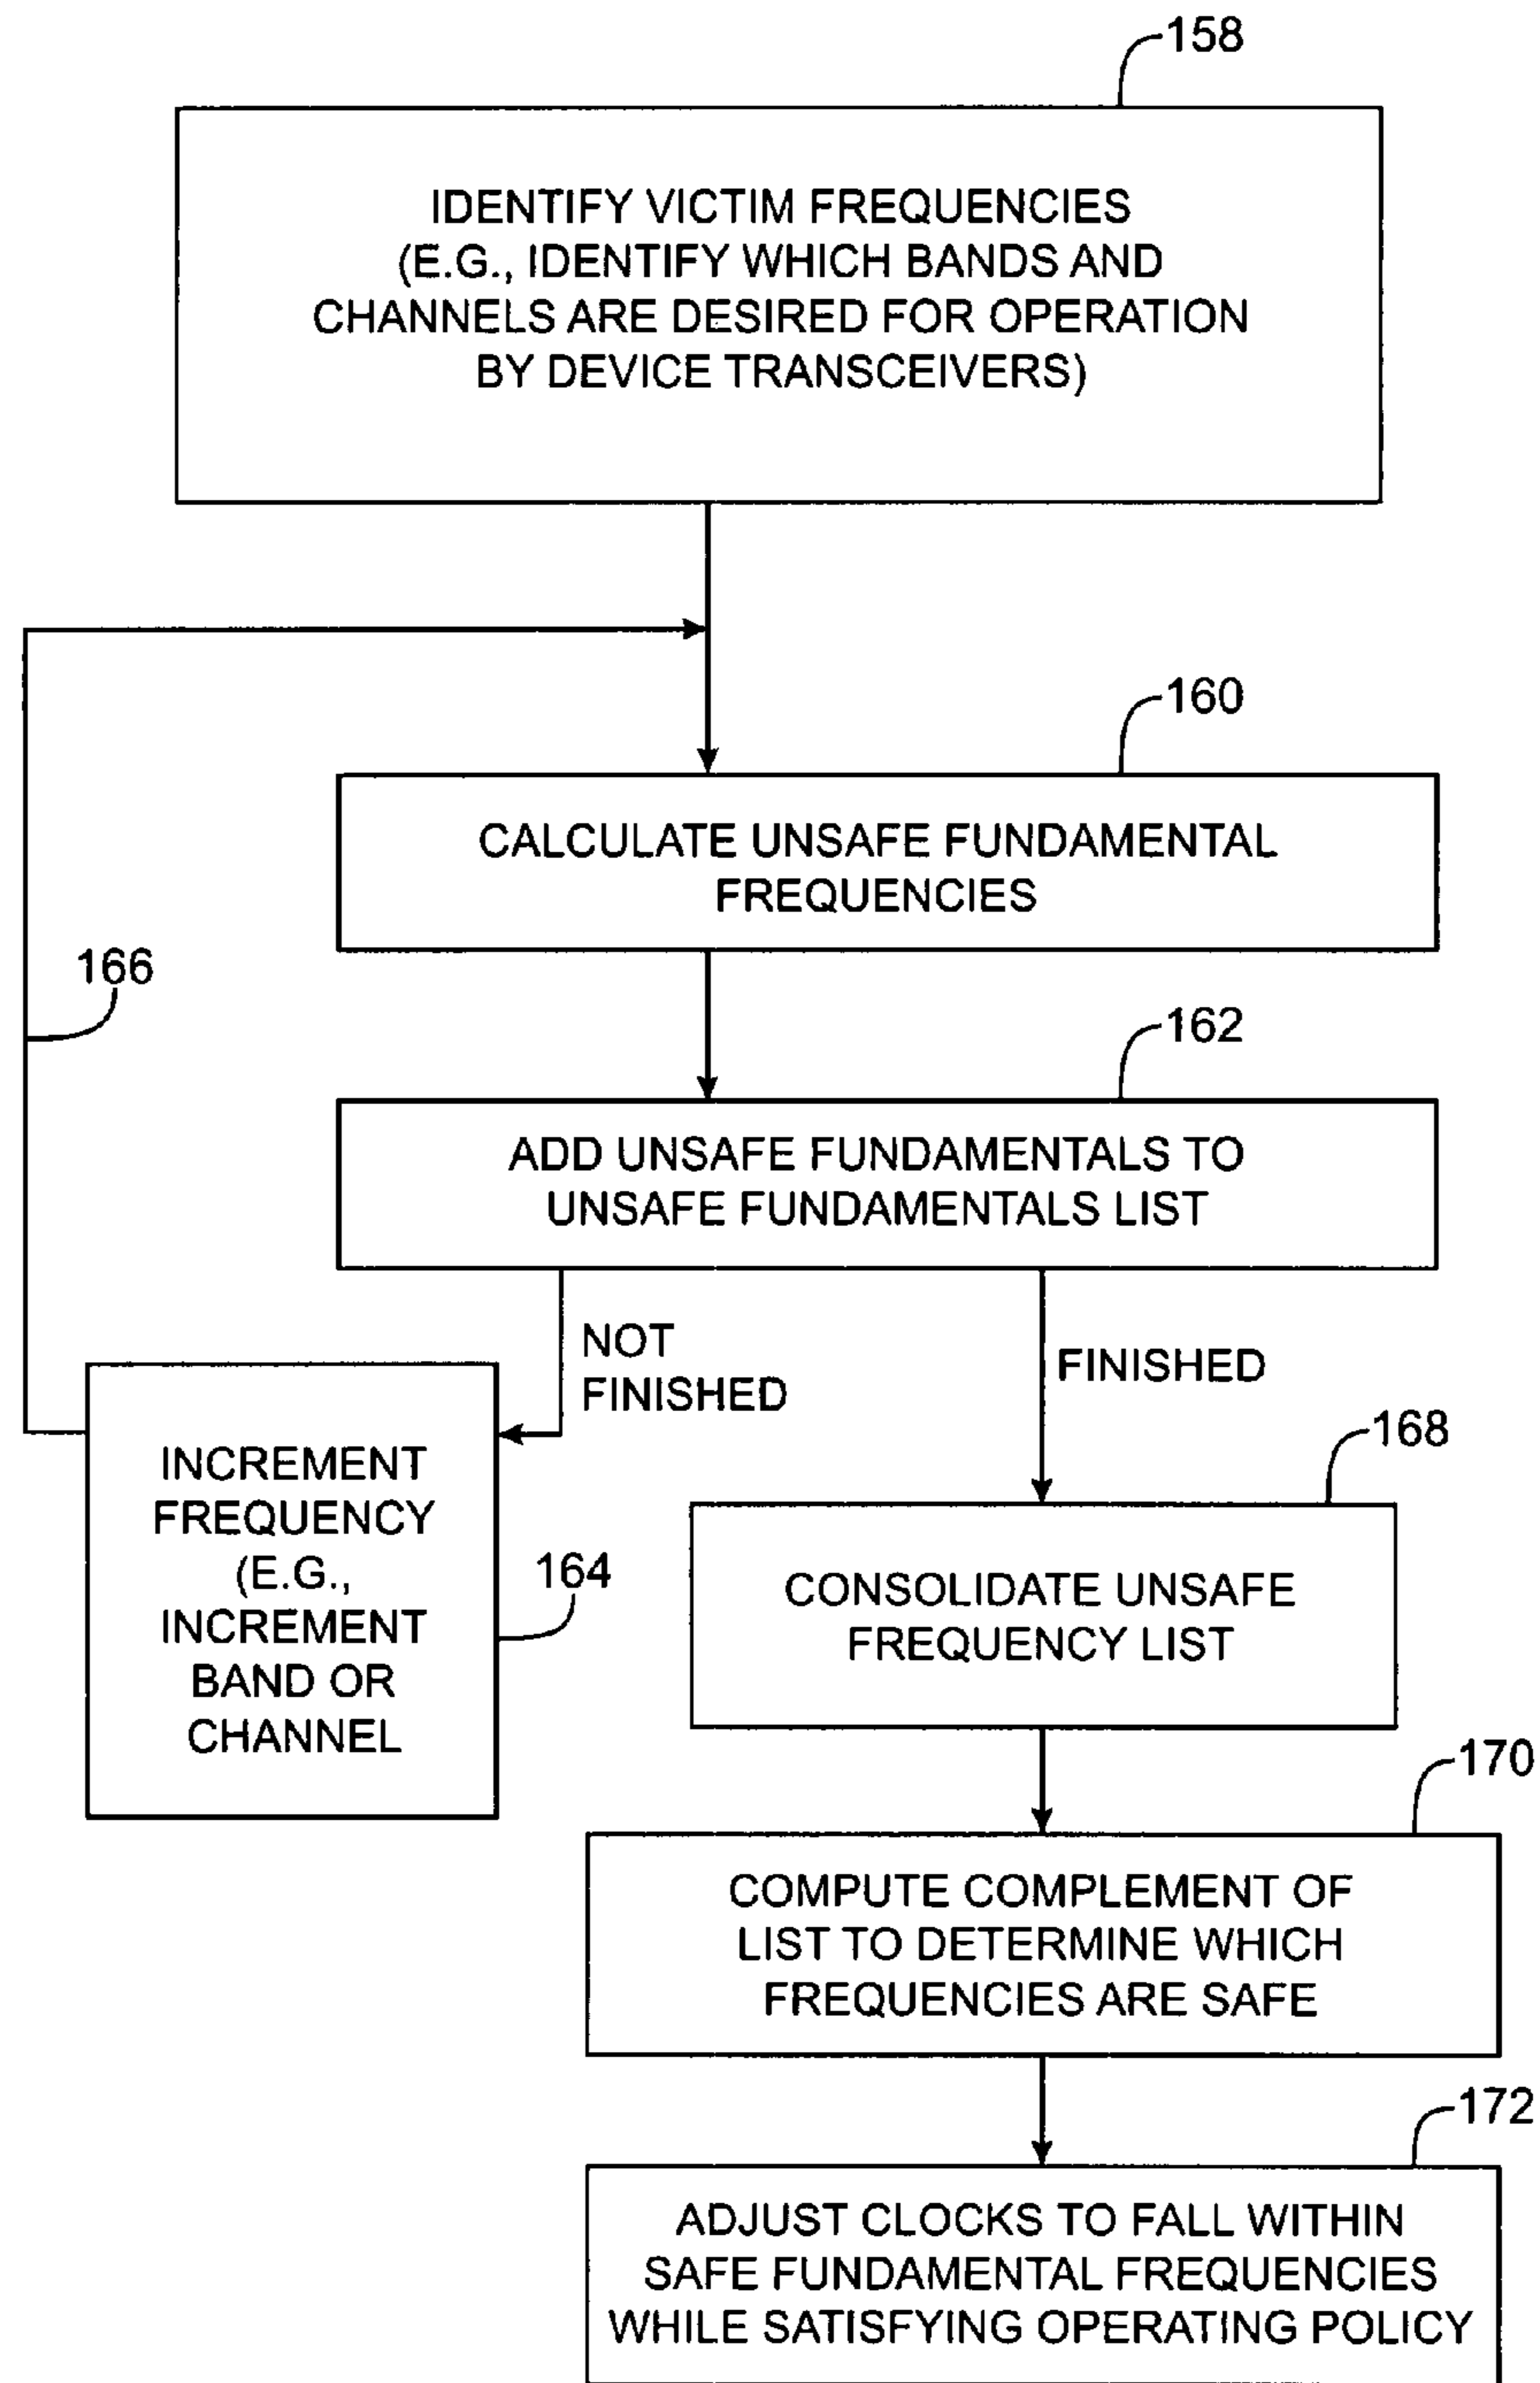 158
IDENTIFY VICTIM FREQUENCIES
(E.G., IDENTIFY WHICH BANDS AND
CHANNELS ARE DESIRED FOR OPERATION
BY DEVICE TRANSCEIVERS)
160
CALCULATE UNSAFE FUNDAMENTAL
FREQUENCIES
166
162
ADD UNSAFE FUNDAMENTALS TO
UNSAFE FUNDAMENTALS LIST
NOT
FINISHED
FINISHED
INCREMENT
FREQUENCY
(E.G.,
INCREMENT
BAND OR
CHANNEL
164
168
CONSOLIDATE UNSAFE
FREQUENCY LIST
170
COMPUTE COMPLEMENT OF
LIST TO DETERMINE WHICH
FREQUENCIES ARE SAFE
172
ADJUST CLOCKS TO FALL WITHIN
SAFE FUNDAMENTAL FREQUENCIES
WHILE SATISFYING OPERATING POLICY